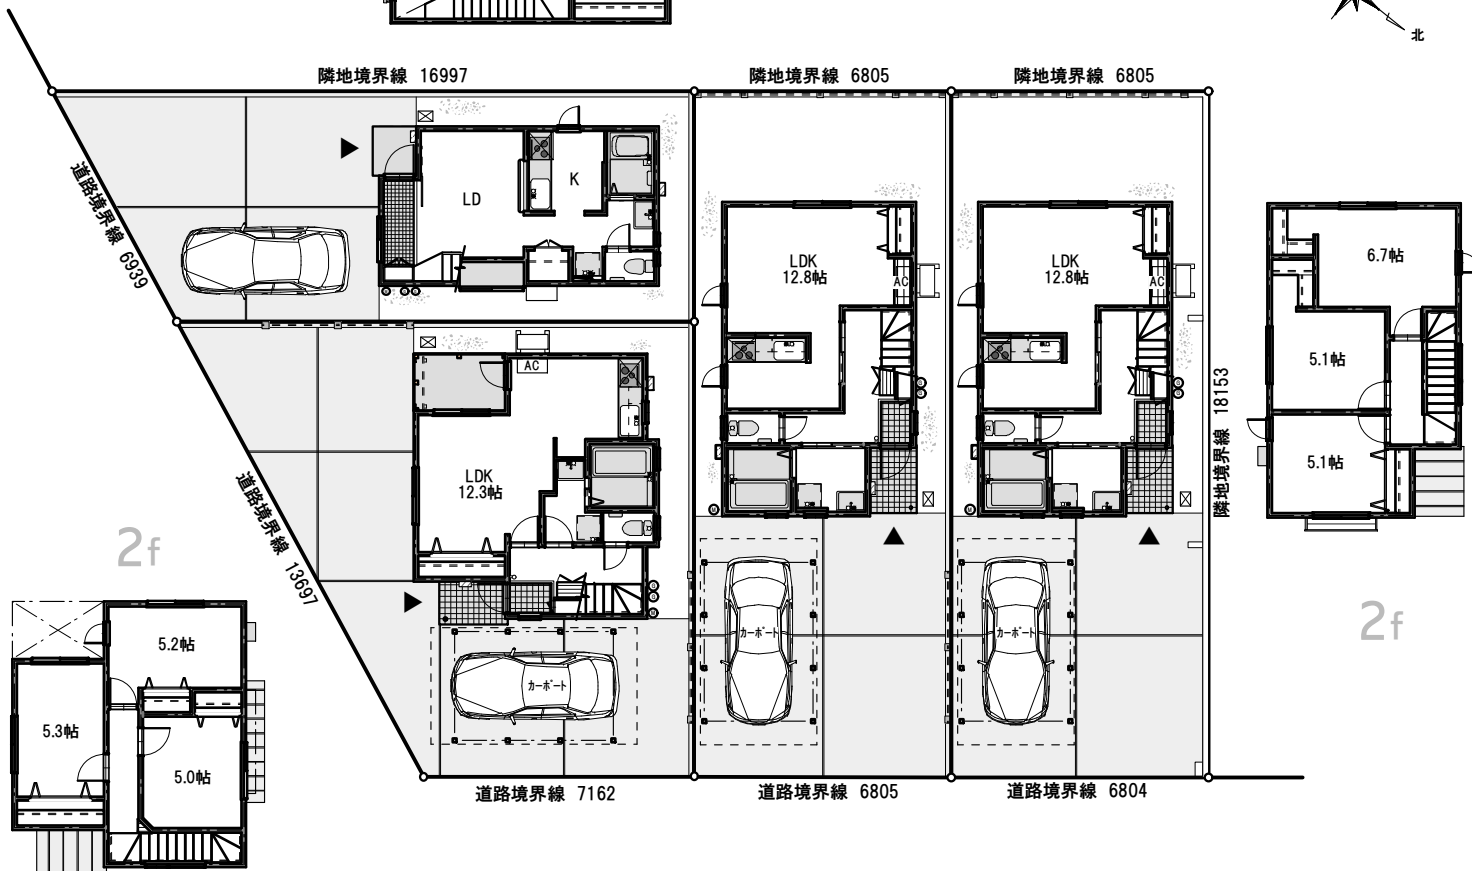 北
隣地境界線 16997
隣地境界線 6805
隣地境界線 6805
道路境界線 6939
LD
K
LDK
12.8帖
AC
LDK
12.8帖
AC
6.7帖
5.1帖
5.1帖
隣地境界線 18153
AC
LDK
12.3帖
道路境界線 13697
2f
5.2帖
5.3帖
5.0帖
カーポート
カーポート
カーポート
2f
道路境界線 7162
道路境界線 6805
道路境界線 6804